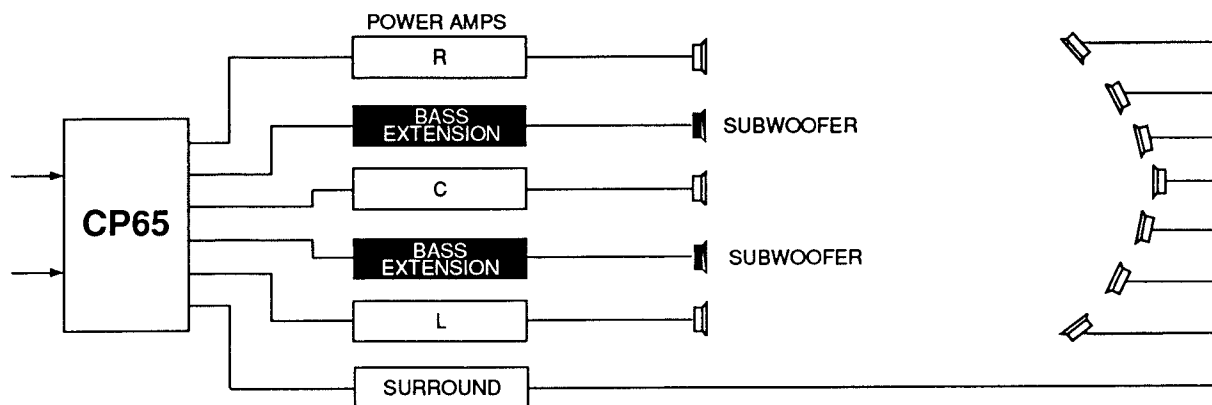 POWER AMPS
R
BASS
EXTENSION
SUBWOOFER
C
CP65
BASS
EXTENSION
SUBWOOFER
L
SURROUND